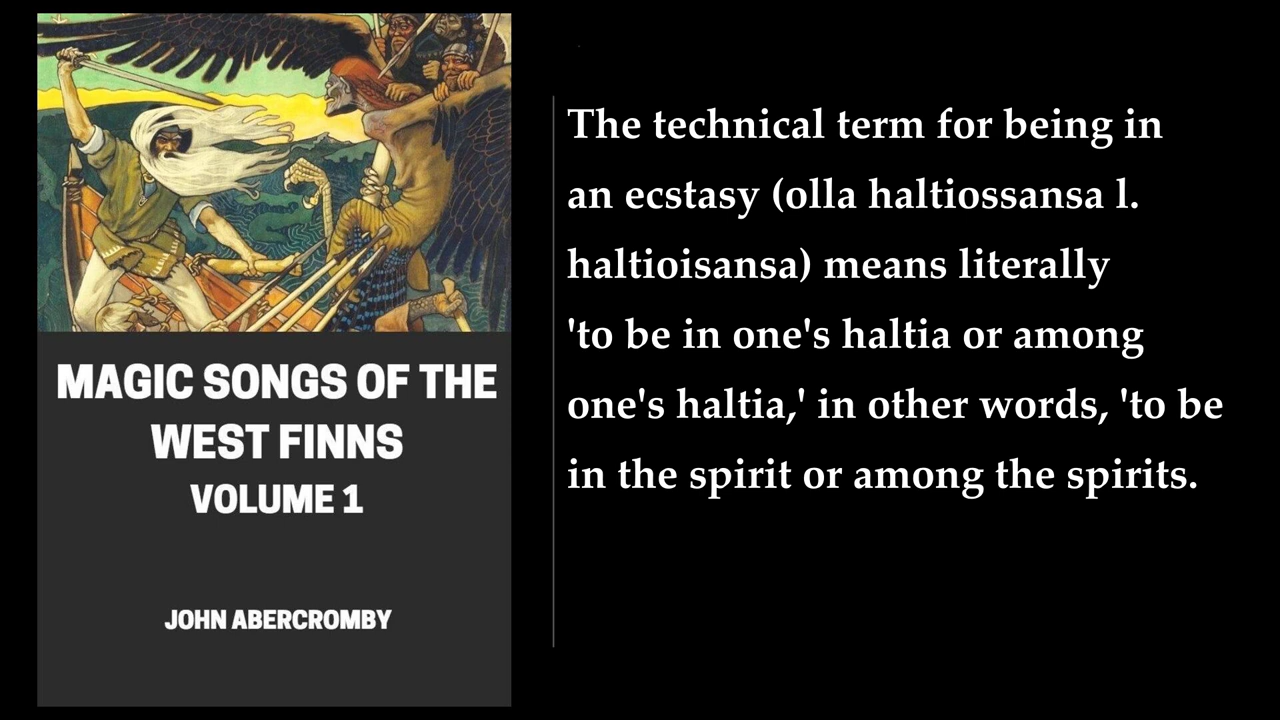 MAGIC SONGS OF THE
WEST FINNS
VOLUME 1
JOHN ABERCROMBY
The technical term for being in
an ecstasy (olla haltiossansa l.
haltioisansa) means literally
'to be in one's haltia or among
one's haltia,' in other words, 'to be
in the spirit or among the spirits.